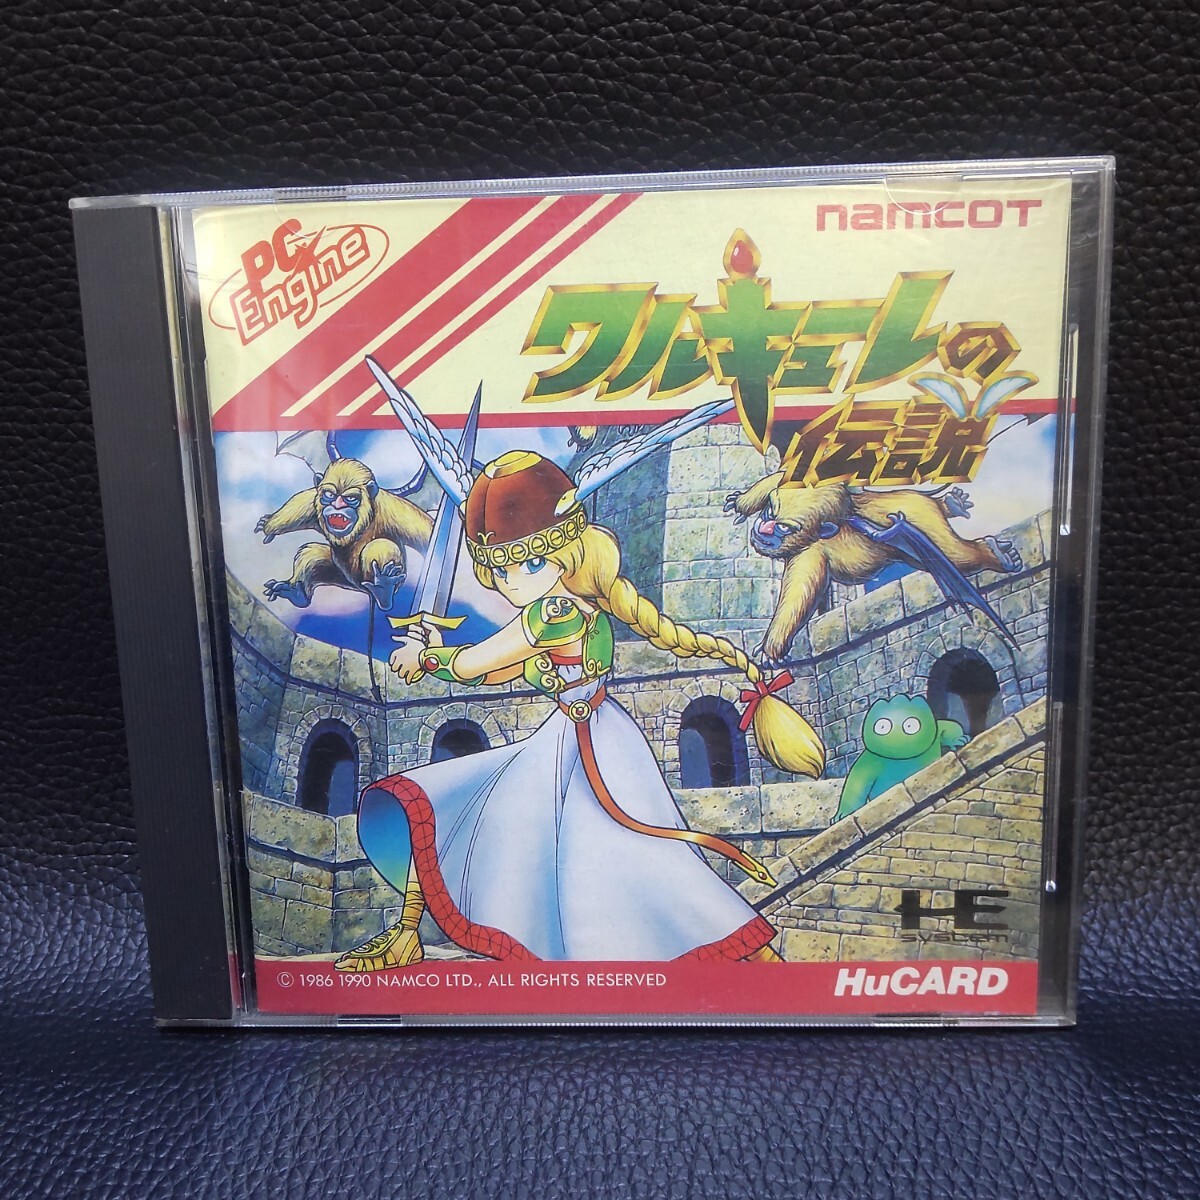 PC Engine
namcot
ワルキューレの
伝説
HE
SYSTEM
© 1986 1990 NAMCO LTD., ALL RIGHTS RESERVED
HuCARD